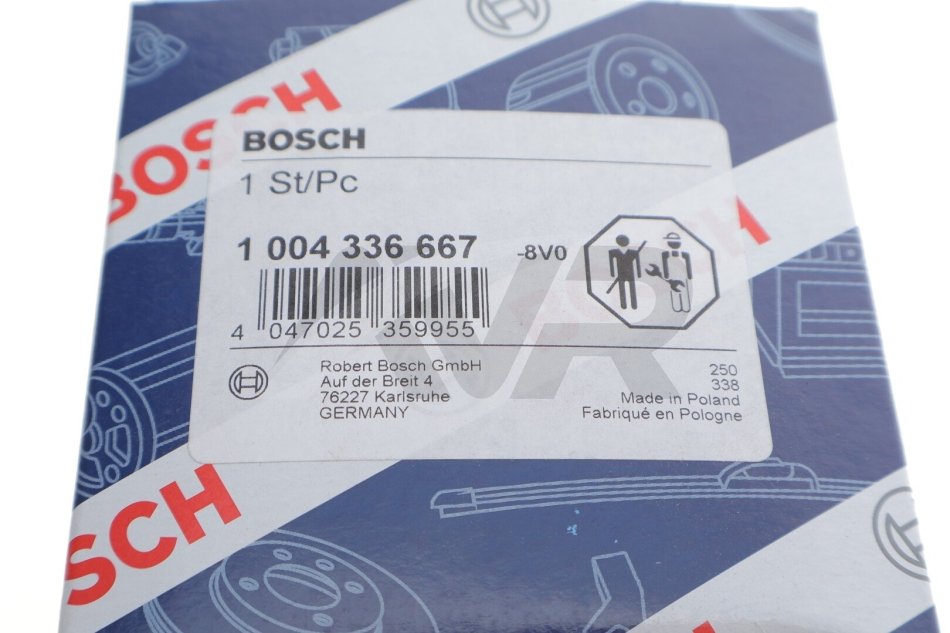 BOSCH
BOSCH
1 St/Pc
1 004 336 667
-8V0
4 047025 359955
Robert Bosch GmbH
Auf der Breit 4
76227 Karlsruhe
GERMANY
250
338
Made in Poland
Fabriqué en Pologne
SCH